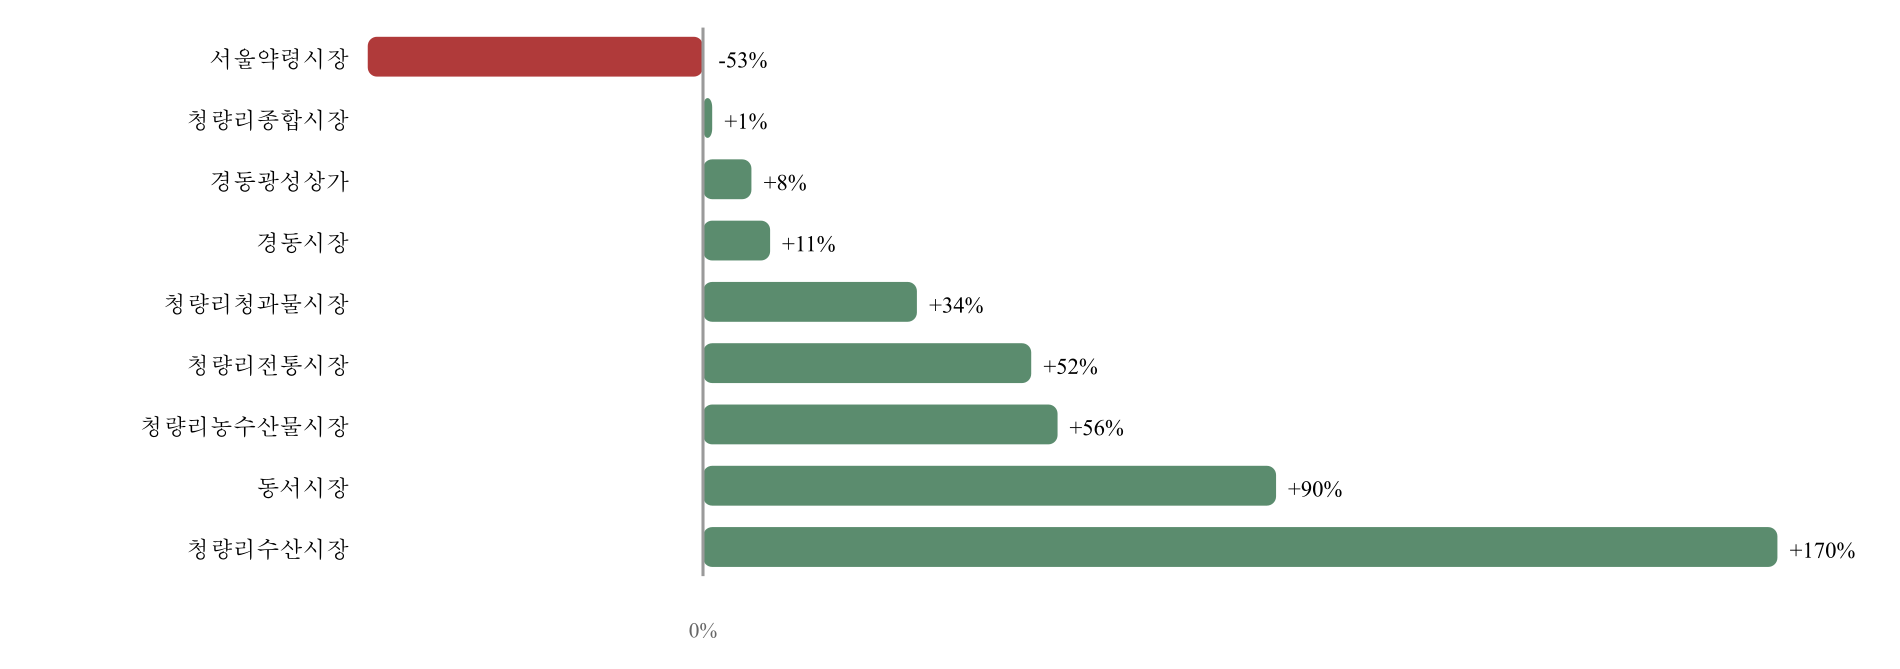 서울약령시장 -53%
청량리종합시장 +1%
경동광성상가 +8%
경동시장 +11%
청량리청과물시장 +34%
청량리전통시장 +52%
청량리농수산물시장 +56%
동서시장 +90%
청량리수산시장 +170%
0%